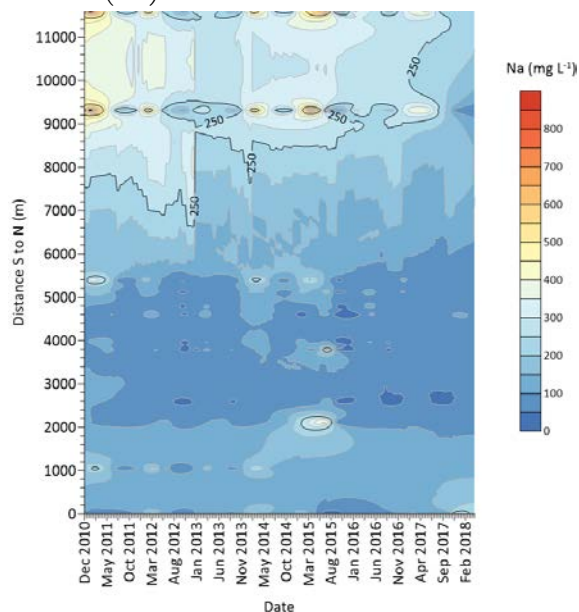 11000
10000
9000
8000
7000
6000
5000
4000
3000
2000
1000
0
Distance S to N (m)
250
250
250
250
250
250
Dec 2010
May 2011
Oct 2011
Mar 2012
Aug 2012
Jan 2013
Jun 2013
Nov 2013
May 2014
Oct 2014
Mar 2015
Aug 2015
Jan 2016
Jun 2016
Nov 2016
Apr 2017
Sep 2017
Feb 2018
Date
Na (mg L⁻¹)
800
700
600
500
400
300
200
100
0